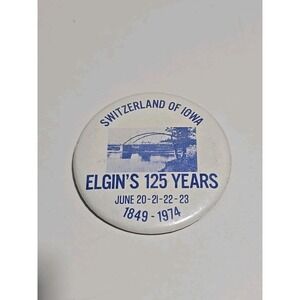 SWITZERLAND OF IOWA
ELGIN'S 125 YEARS
JUNE 20-21-22-23
1849-1974